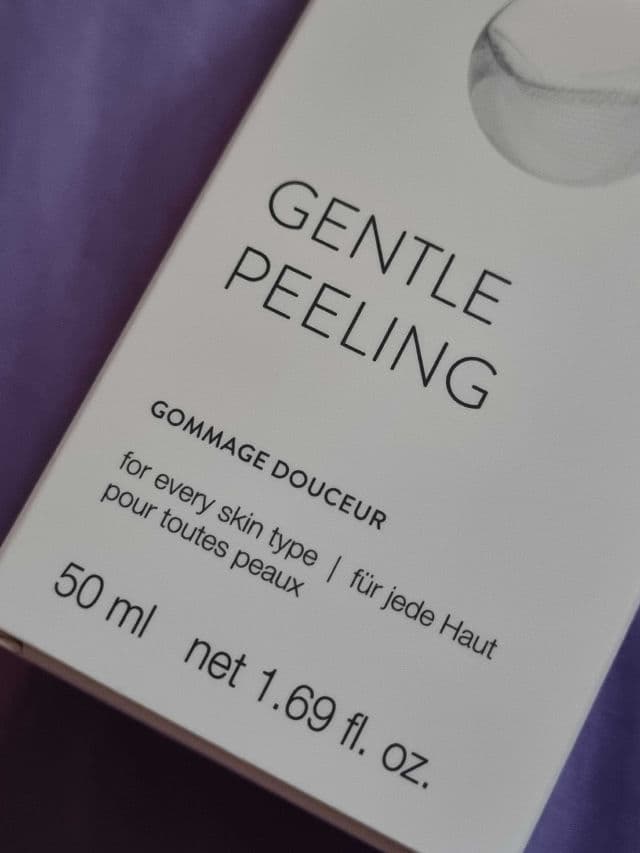 GENTLE
PEELING
GOMMAGE DOUCEUR
for every skin type | für jede Haut
pour toutes peaux
50 ml net 1.69 fl. oz.